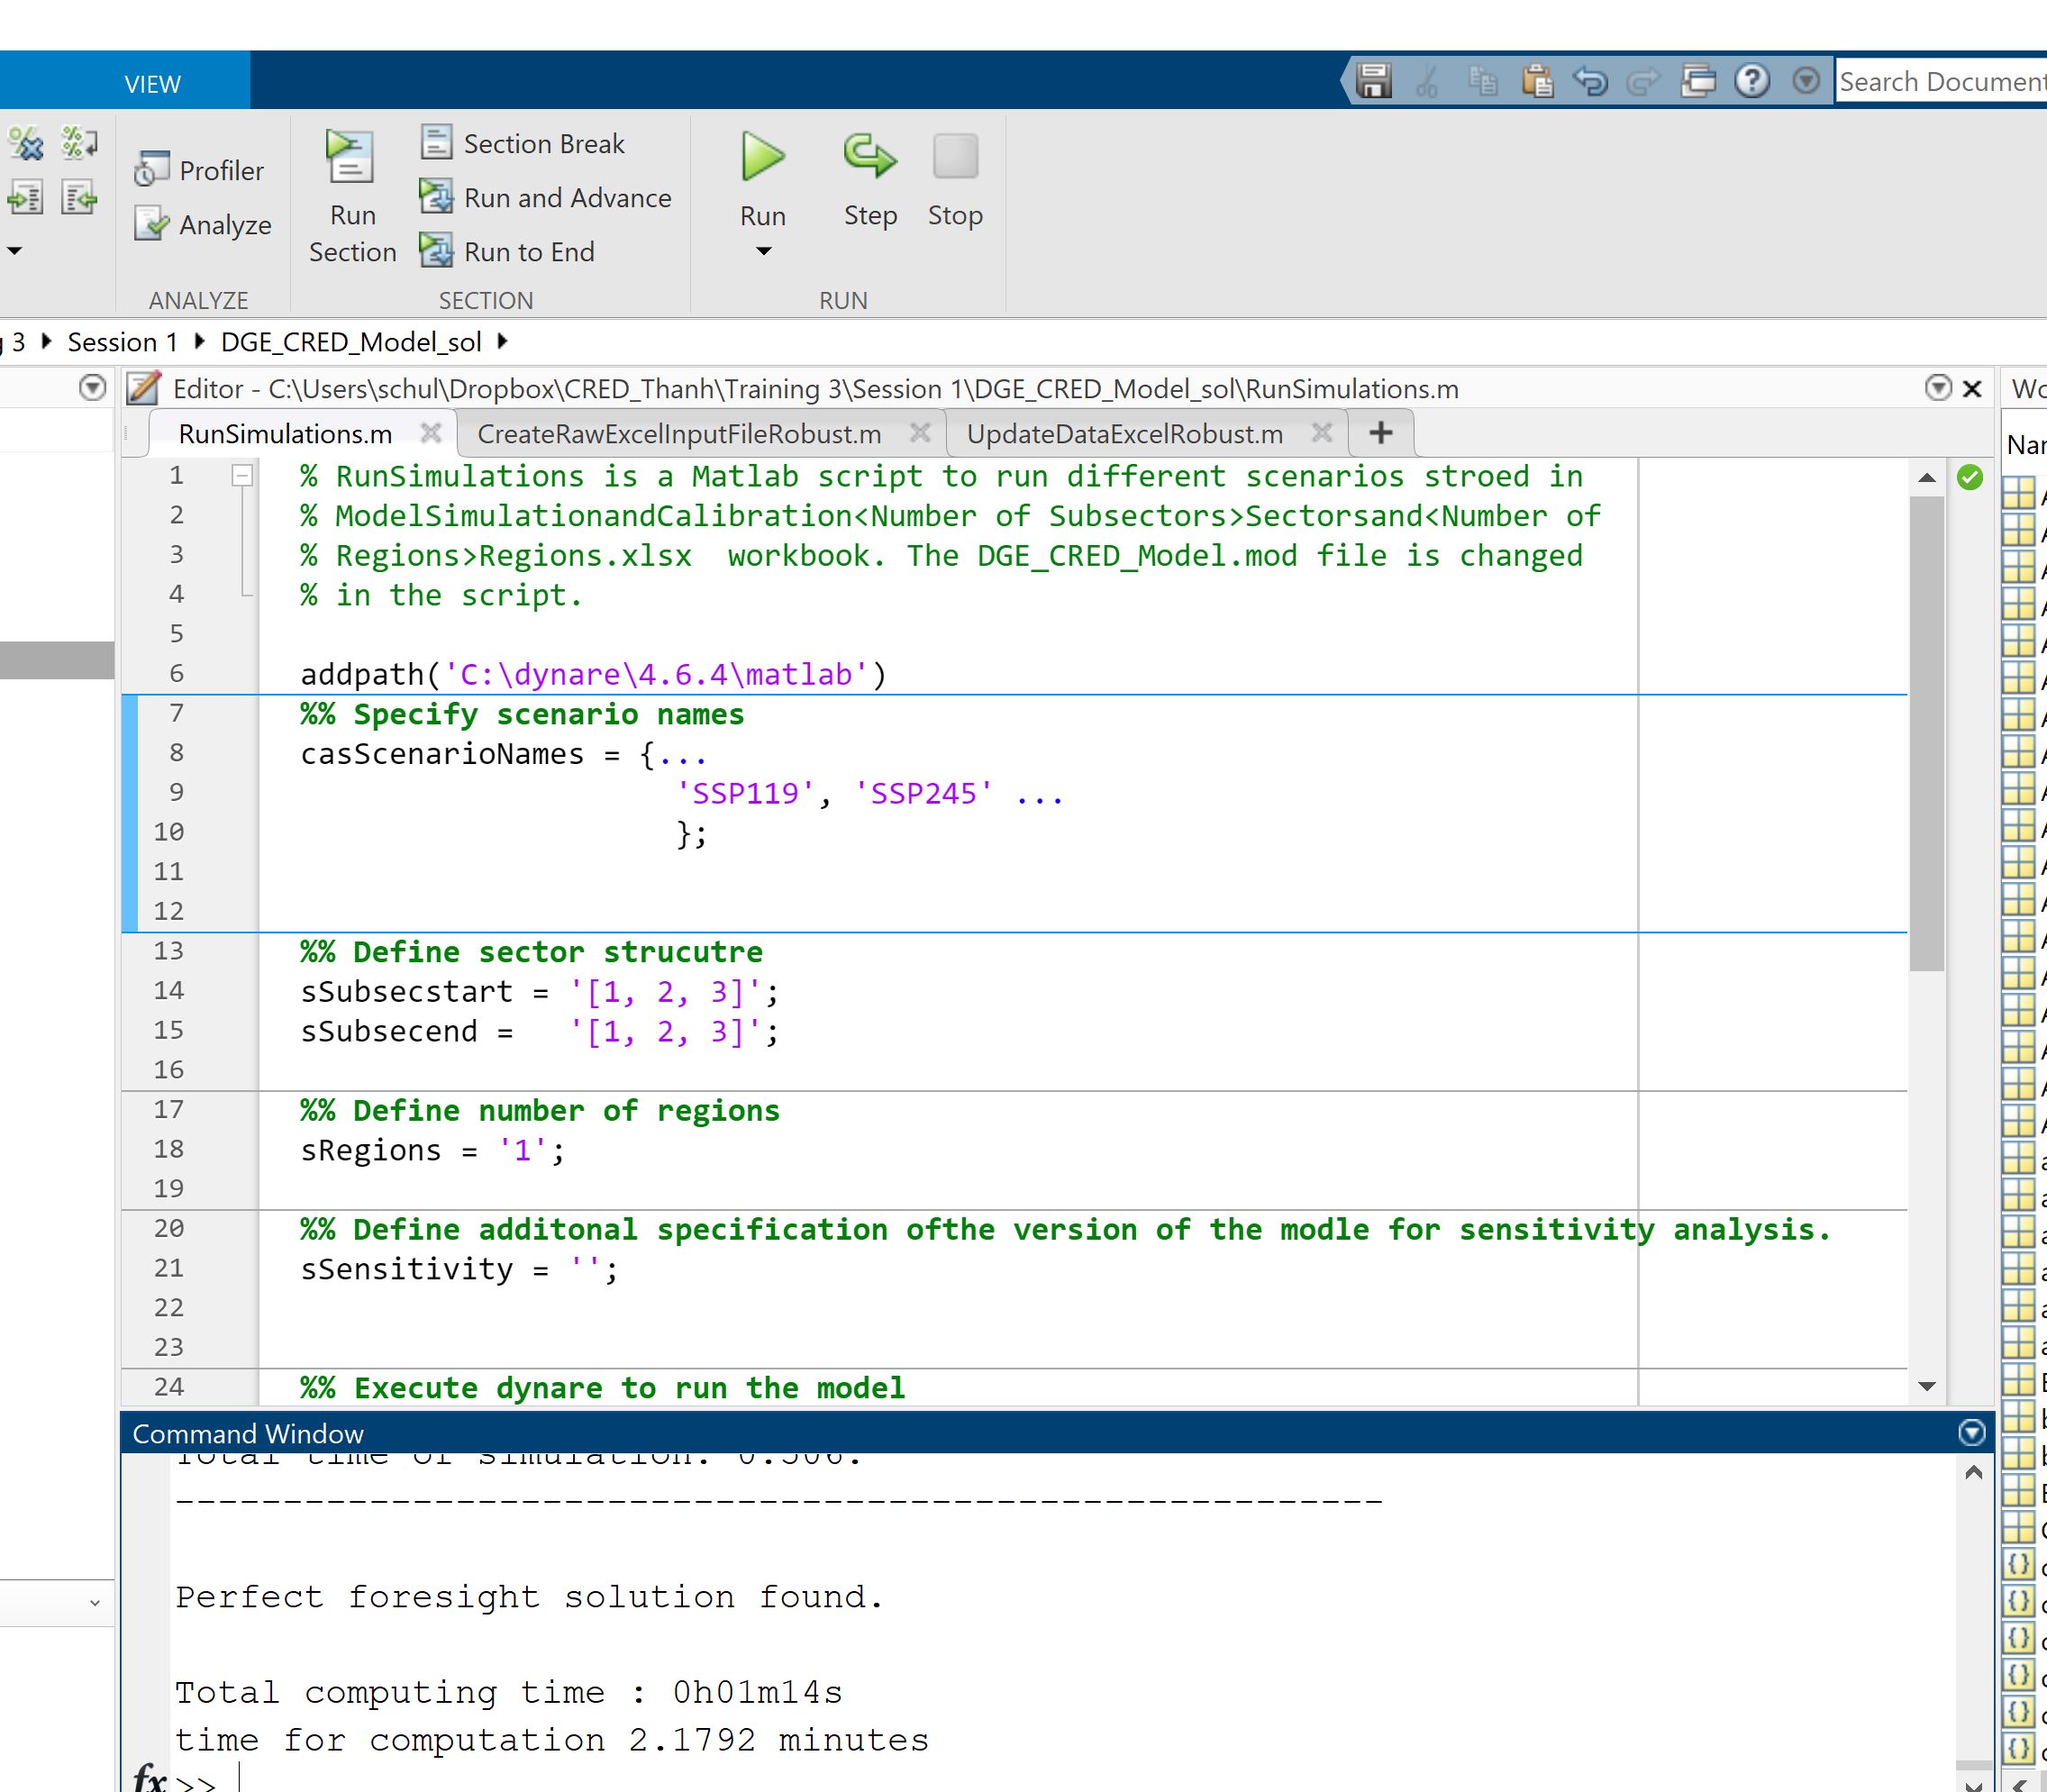 VIEW
Search Document
Profiler
Analyze
ANALYZE
Run
Section
Section Break
Run and Advance
Run to End
SECTION
Run
Step
Stop
RUN
3 Session 1 DGE_CRED_Model_sol
Editor - C:\Users\schul\Dropbox\CRED_Thanh\Training 3\Session 1\DGE_CRED_Model_sol\RunSimulations.m
RunSimulations.m CreateRawExcelInputFileRobust.m UpdateDataExcelRobust.m +
1 % RunSimulations is a Matlab script to run different scenarios stroed in
2 % ModelSimulationandCalibration<Number of Subsectors>Sectorsand<Number of
3 % Regions>Regions.xlsx  workbook. The DGE_CRED_Model.mod file is changed
4 % in the script.
5
6 addpath('C:\dynare\4.6.4\matlab')
7 %% Specify scenario names
8 casScenarioNames = {...
9 'SSP119', 'SSP245' ...
10 };
11
12
13 %% Define sector strucutre
14 sSubsecstart = '[1, 2, 3]';
15 sSubsecend =   '[1, 2, 3]';
16
17 %% Define number of regions
18 sRegions = '1';
19
20 %% Define additonal specification ofthe version of the modle for sensitivity analysis.
21 sSensitivity = '';
22
23
24 %% Execute dynare to run the model
Command Window
Total time of simulation: 0.506.
--------------------------------------------------------
Perfect foresight solution found.
Total computing time : 0h01m14s
time for computation 2.1792 minutes
fx >>